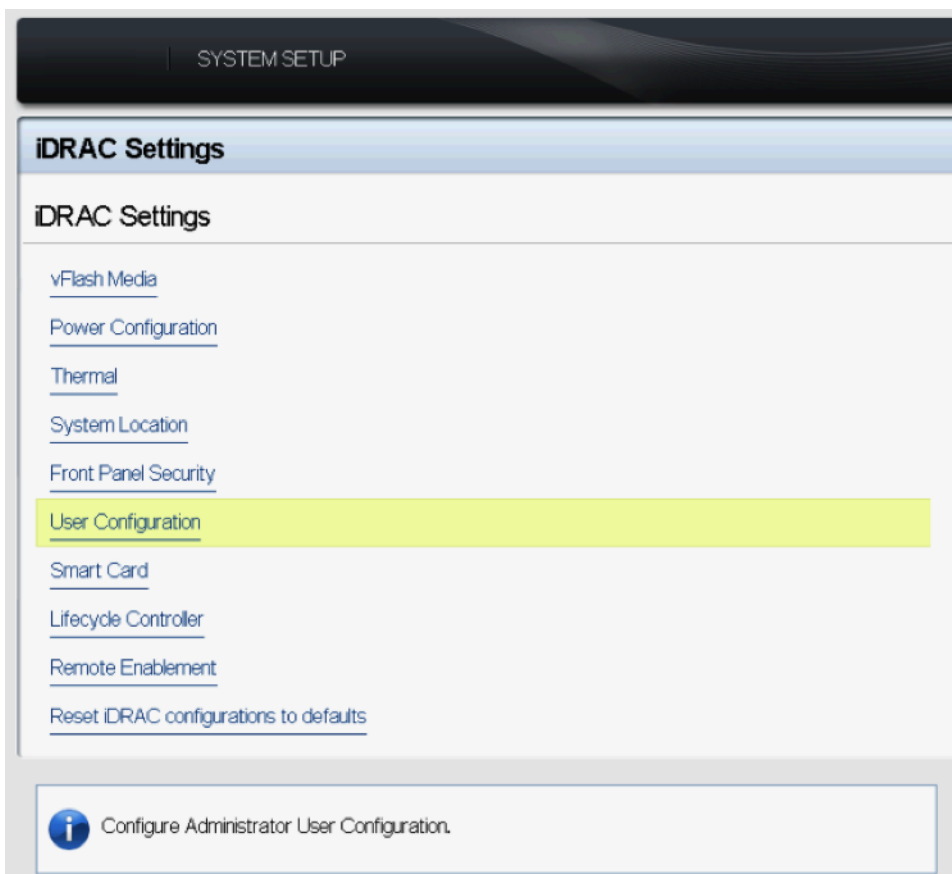 SYSTEM SETUP
iDRAC Settings
iDRAC Settings
vFlash Media
Power Configuration
Thermal
System Location
Front Panel Security
User Configuration
Smart Card
Lifecycle Controller
Remote Enablement
Reset iDRAC configurations to defaults
Configure Administrator User Configuration.